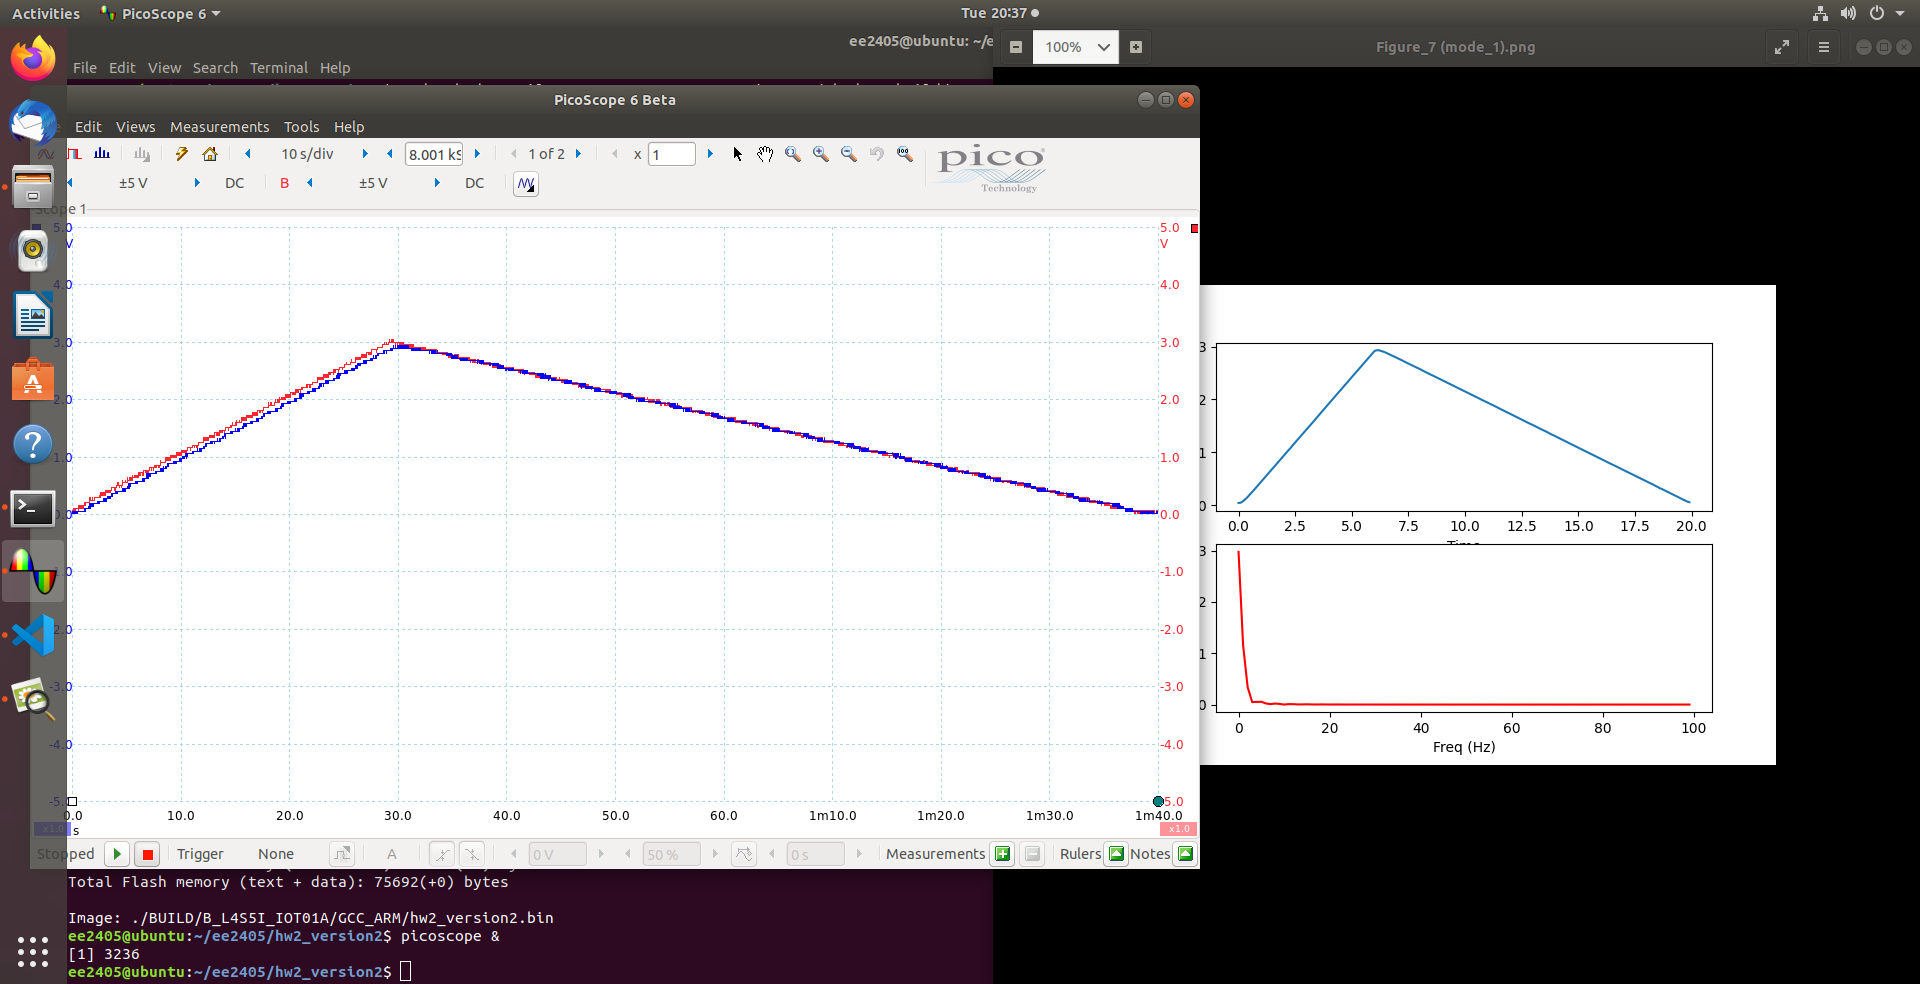 Activities PicoScope 6 Tue 20:37
ee2405@ubuntu: ~/e 100% Figure_7 (mode_1).png
File Edit View Search Terminal Help
PicoScope 6 Beta
Edit Views Measurements Tools Help
10 s/div 8.001 kS 1 of 2 x 1
±5 V DC B ±5 V DC
pico
Technology
Scope 1
5.0 5.0
V V
4.0 4.0
3.0 3.0
2.0 2.0
1.0 1.0
0.0 0.0
-1.0 -1.0
-2.0 -2.0
-3.0 -3.0
-4.0 -4.0
-5.0 -5.0
0.0 10.0 20.0 30.0 40.0 50.0 60.0 1m10.0 1m20.0 1m30.0 1m40.0
x1.0 s x1.0
Stopped Trigger None A 0 V 50 % 0 s Measurements Rulers Notes
3
2
1
0
0.0 2.5 5.0 7.5 10.0 12.5 15.0 17.5 20.0
Time
3
2
1
0
0 20 40 60 80 100
Freq (Hz)
Total Flash memory (text + data): 75692(+0) bytes
Image: ./BUILD/B_L4S5I_IOT01A/GCC_ARM/hw2_version2.bin
ee2405@ubuntu:~/ee2405/hw2_version2$ picoscope &
[1] 3236
ee2405@ubuntu:~/ee2405/hw2_version2$